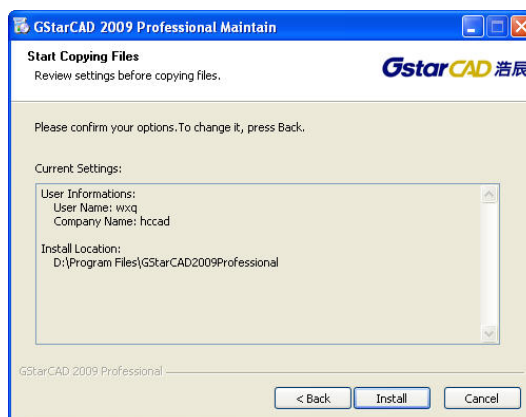 GStarCAD 2009 Professional Maintain
Start Copying Files
Review settings before copying files.
GstarCAD 浩辰
Please confirm your options.To change it, press Back.
Current Settings:
User Informations:
User Name: wxq
Company Name: hccad
Install Location:
D:\Program Files\GStarCAD2009Professional
GStarCAD 2009 Professional
< Back
Install
Cancel